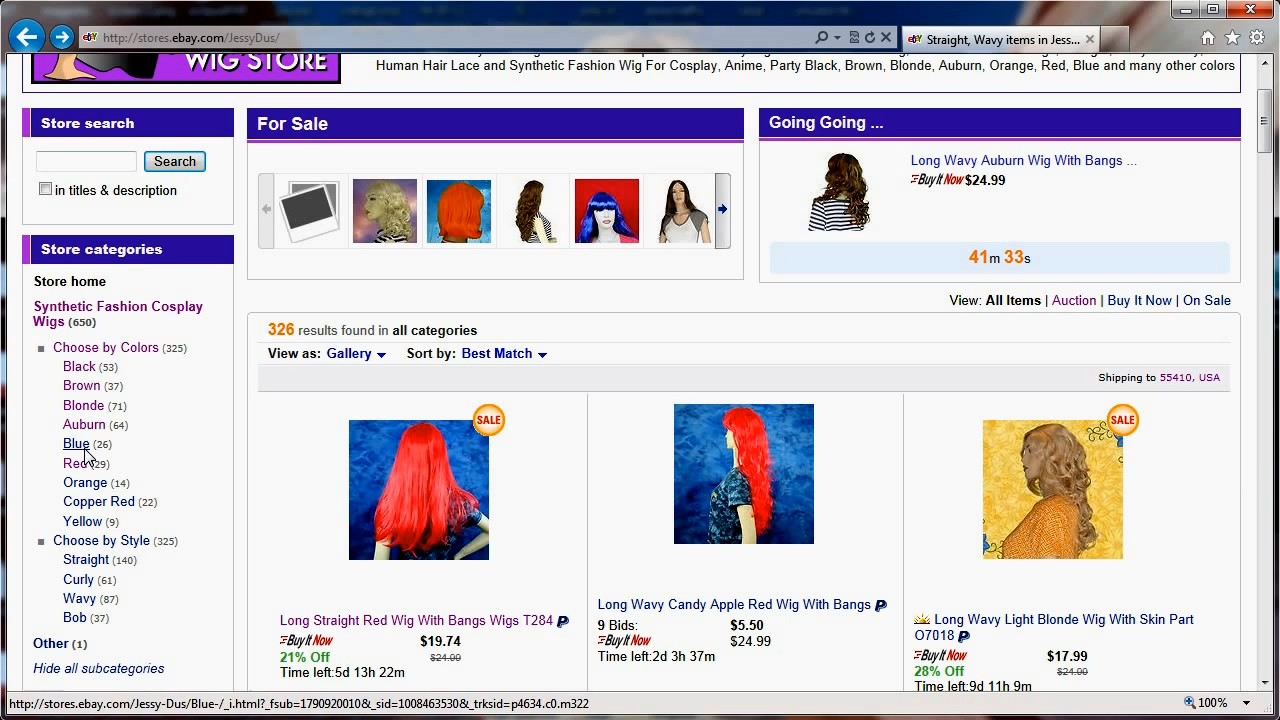 http://stores.ebay.com/JessyDus/
Straight, Wavy items in Jess...
WIG STORE
Human Hair Lace and Synthetic Fashion Wig For Cosplay, Anime, Party Black, Brown, Blonde, Auburn, Orange, Red, Blue and many other colors
Store search
Search
in titles & description
Store categories
Store home
Synthetic Fashion Cosplay
Wigs (650)
Choose by Colors (325)
Black (53)
Brown (37)
Blonde (71)
Auburn (64)
Blue (26)
Red (29)
Orange (14)
Copper Red (22)
Yellow (9)
Choose by Style (325)
Straight (140)
Curly (61)
Wavy (87)
Bob (37)
Other (1)
Hide all subcategories
For Sale
Going Going ...
Long Wavy Auburn Wig With Bangs ...
Buy It Now $24.99
41m 33s
View: All Items | Auction | Buy It Now | On Sale
326 results found in all categories
View as: Gallery Sort by: Best Match
Shipping to 55410, USA
SALE
Long Straight Red Wig With Bangs Wigs T284
Buy It Now $19.74
21% Off
Time left:5d 13h 22m
Long Wavy Candy Apple Red Wig With Bangs
9 Bids: $5.50
Buy It Now $24.99
Time left:2d 3h 37m
SALE
Long Wavy Light Blonde Wig With Skin Part
O7018
Buy It Now $17.99
28% Off
Time left:9d 11h 9m
http://stores.ebay.com/Jessy-Dus/Blue-/_i.html?_fsub=1790920010&_sid=1008463530&_trksid=p4634.c0.m322
100%